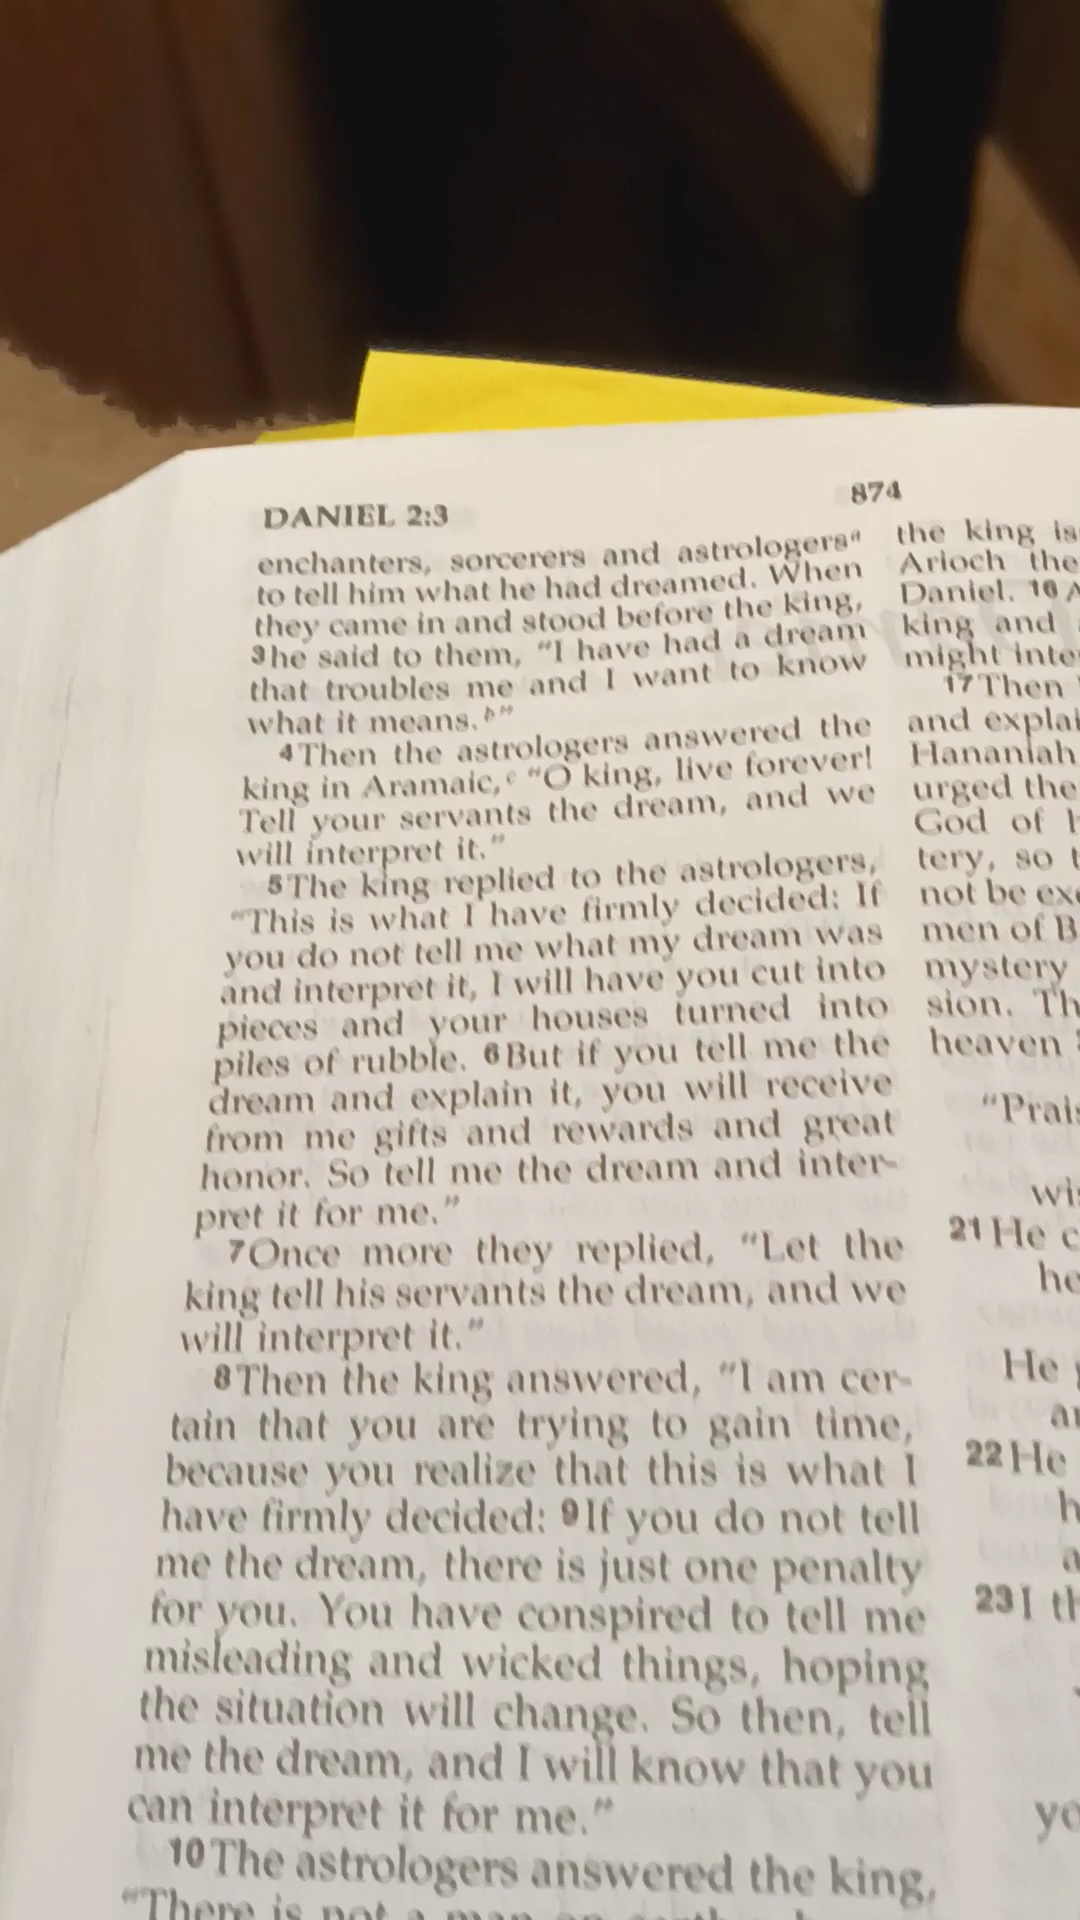 DANIEL 2:3
874
enchanters, sorcerers and astrologersᵃ
to tell him what he had dreamed. When
they came in and stood before the king,
3he said to them, “I have had a dream
that troubles me and I want to know
what it means.ᵇ”
4Then the astrologers answered the
king in Aramaic,ᶜ “O king, live forever!
Tell your servants the dream, and we
will interpret it.”
5The king replied to the astrologers,
“This is what I have firmly decided: If
you do not tell me what my dream was
and interpret it, I will have you cut into
pieces and your houses turned into
piles of rubble. 6But if you tell me the
dream and explain it, you will receive
from me gifts and rewards and great
honor. So tell me the dream and inter-
pret it for me.”
7Once more they replied, “Let the
king tell his servants the dream, and we
will interpret it.”
8Then the king answered, “I am cer-
tain that you are trying to gain time,
because you realize that this is what I
have firmly decided: 9If you do not tell
me the dream, there is just one penalty
for you. You have conspired to tell me
misleading and wicked things, hoping
the situation will change. So then, tell
me the dream, and I will know that you
can interpret it for me.”
10The astrologers answered the king,
“There is not a man on
the king is
Arioch the
Daniel. 16
king and
might inte
17Then
and explai
Hananiah
urged the
God of
tery, so
not be exe
men of B
mystery
sion. Th
heaven
“Prais
wi
21He c
he
He
22He
23I th